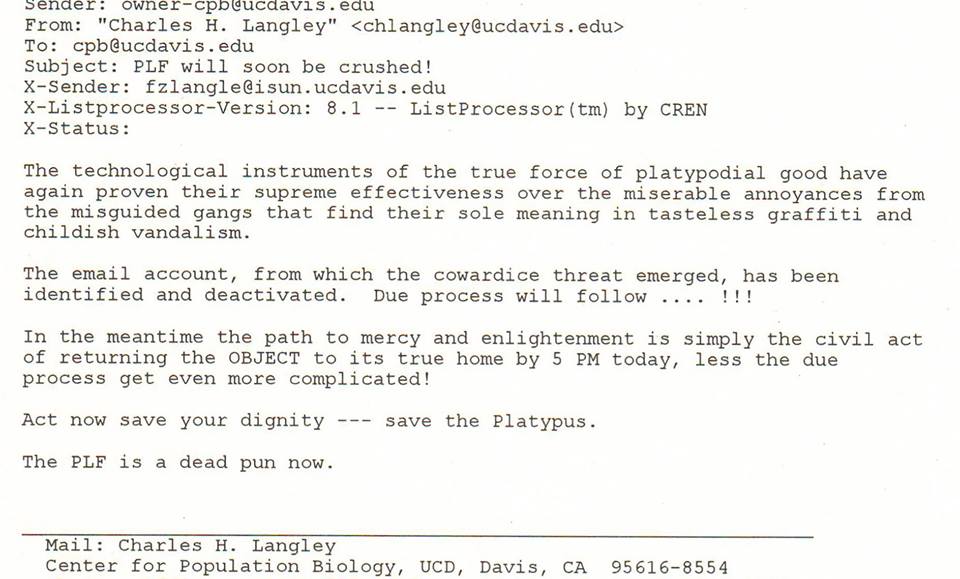 Sender: owner-cpb@ucdavis.edu
From: "Charles H. Langley" <chlangley@ucdavis.edu>
To: cpb@ucdavis.edu
Subject: PLF will soon be crushed!
X-Sender: fzlangle@isun.ucdavis.edu
X-Listprocessor-Version: 8.1 -- ListProcessor(tm) by CREN
X-Status:
The technological instruments of the true force of platypodial good have
again proven their supreme effectiveness over the miserable annoyances from
the misguided gangs that find their sole meaning in tasteless graffiti and
childish vandalism.
The email account, from which the cowardice threat emerged, has been
identified and deactivated.  Due process will follow .... !!!
In the meantime the path to mercy and enlightenment is simply the civil act
of returning the OBJECT to its true home by 5 PM today, less the due
process get even more complicated!
Act now save your dignity --- save the Platypus.
The PLF is a dead pun now.
Mail: Charles H. Langley
Center for Population Biology, UCD, Davis, CA  95616-8554